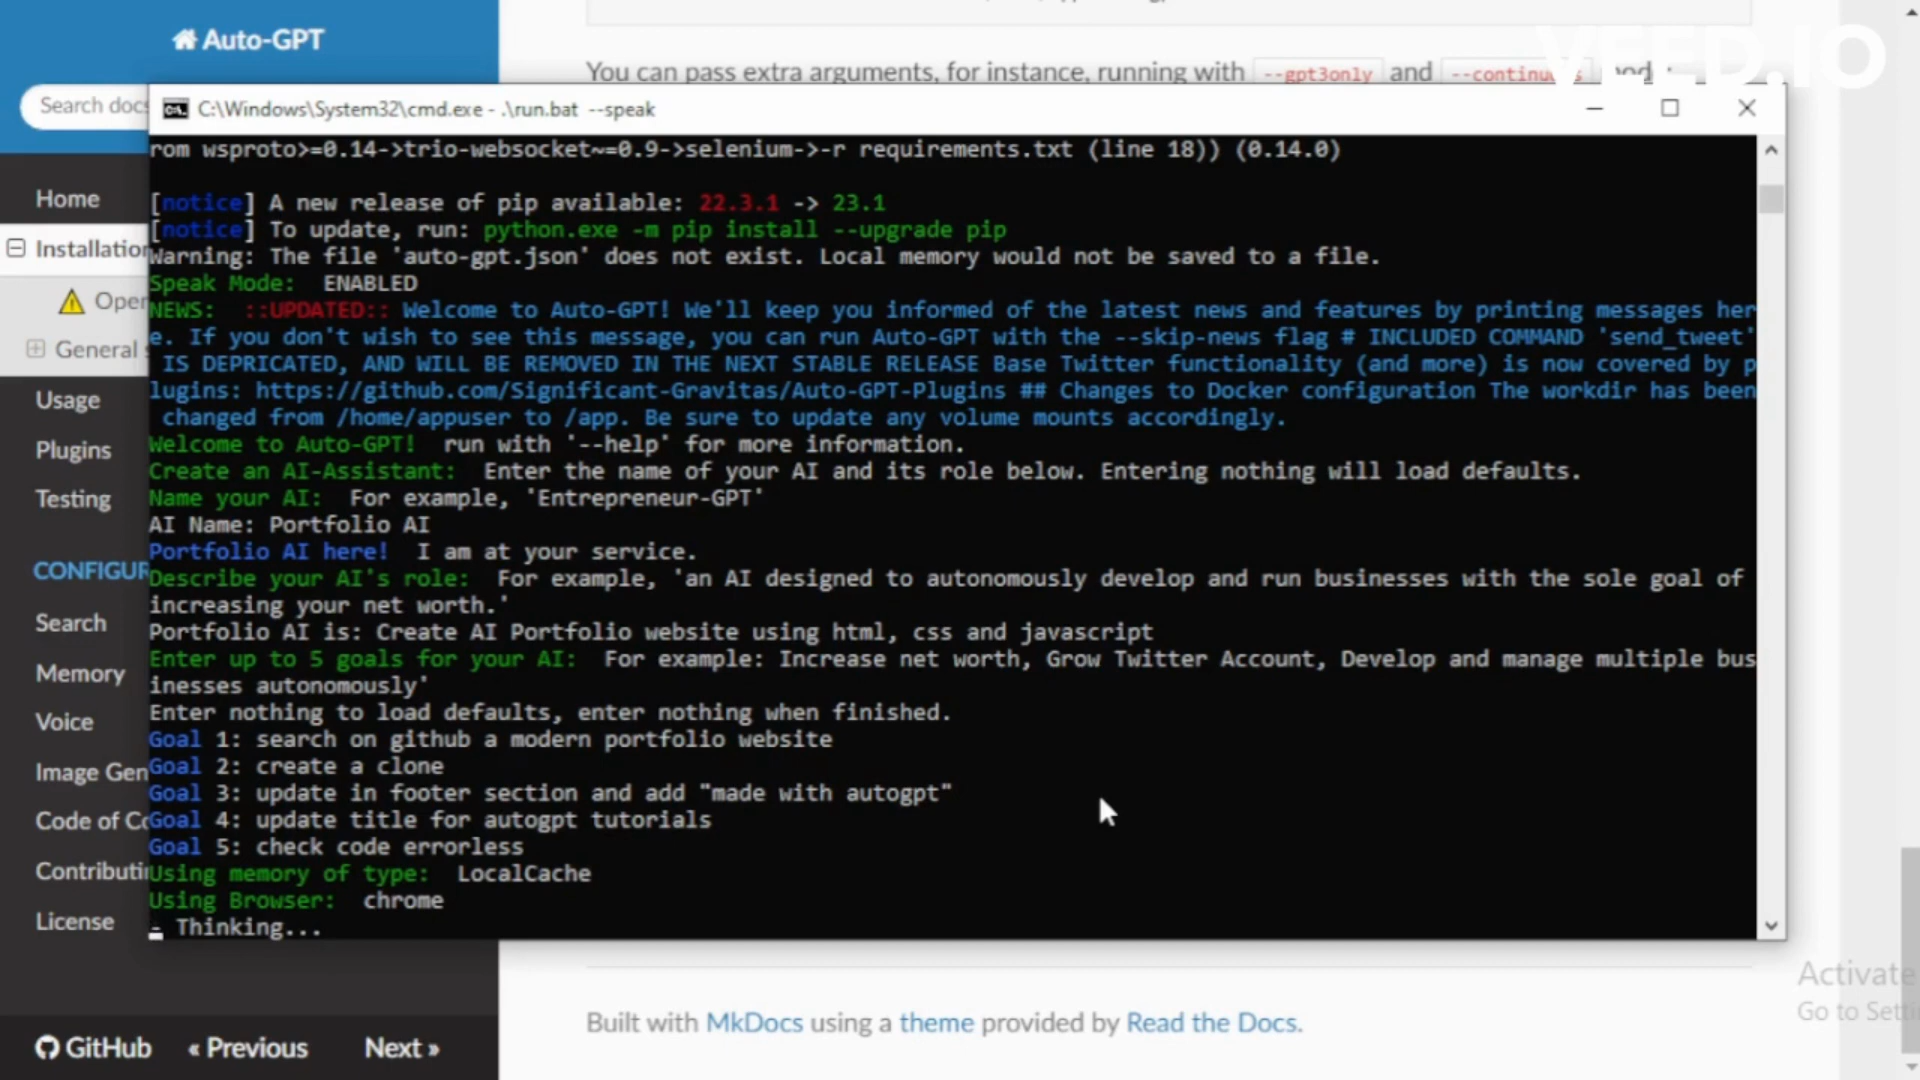 Auto-GPT
Search docs
Home
Installation
Oper
General s
Usage
Plugins
Testing
CONFIGUR
Search
Memory
Voice
Image Gen
Code of Co
Contributi
License
GitHub
« Previous
Next »
VEED.IO
You can pass extra arguments, for instance, running with --gpt3only and --continuous mode:
C:\Windows\System32\cmd.exe - .\run.bat --speak
rom wsproto>=0.14->trio-websocket~=0.9->selenium->-r requirements.txt (line 18)) (0.14.0)
[notice] A new release of pip available: 22.3.1 -> 23.1
[notice] To update, run: python.exe -m pip install --upgrade pip
Warning: The file 'auto-gpt.json' does not exist. Local memory would not be saved to a file.
Speak Mode: ENABLED
NEWS: ::UPDATED:: Welcome to Auto-GPT! We'll keep you informed of the latest news and features by printing messages her
e. If you don't wish to see this message, you can run Auto-GPT with the --skip-news flag # INCLUDED COMMAND 'send_tweet'
IS DEPRICATED, AND WILL BE REMOVED IN THE NEXT STABLE RELEASE Base Twitter functionality (and more) is now covered by p
lugins: https://github.com/Significant-Gravitas/Auto-GPT-Plugins ## Changes to Docker configuration The workdir has been
changed from /home/appuser to /app. Be sure to update any volume mounts accordingly.
Welcome to Auto-GPT! run with '--help' for more information.
Create an AI-Assistant: Enter the name of your AI and its role below. Entering nothing will load defaults.
Name your AI: For example, 'Entrepreneur-GPT'
AI Name: Portfolio AI
Portfolio AI here! I am at your service.
Describe your AI's role: For example, 'an AI designed to autonomously develop and run businesses with the sole goal of
increasing your net worth.'
Portfolio AI is: Create AI Portfolio website using html, css and javascript
Enter up to 5 goals for your AI: For example: Increase net worth, Grow Twitter Account, Develop and manage multiple bus
inesses autonomously'
Enter nothing to load defaults, enter nothing when finished.
Goal 1: search on github a modern portfolio website
Goal 2: create a clone
Goal 3: update in footer section and add "made with autogpt"
Goal 4: update title for autogpt tutorials
Goal 5: check code errorless
Using memory of type: LocalCache
Using Browser: chrome
- Thinking...
Activate
Go to Setti
Built with MkDocs using a theme provided by Read the Docs.